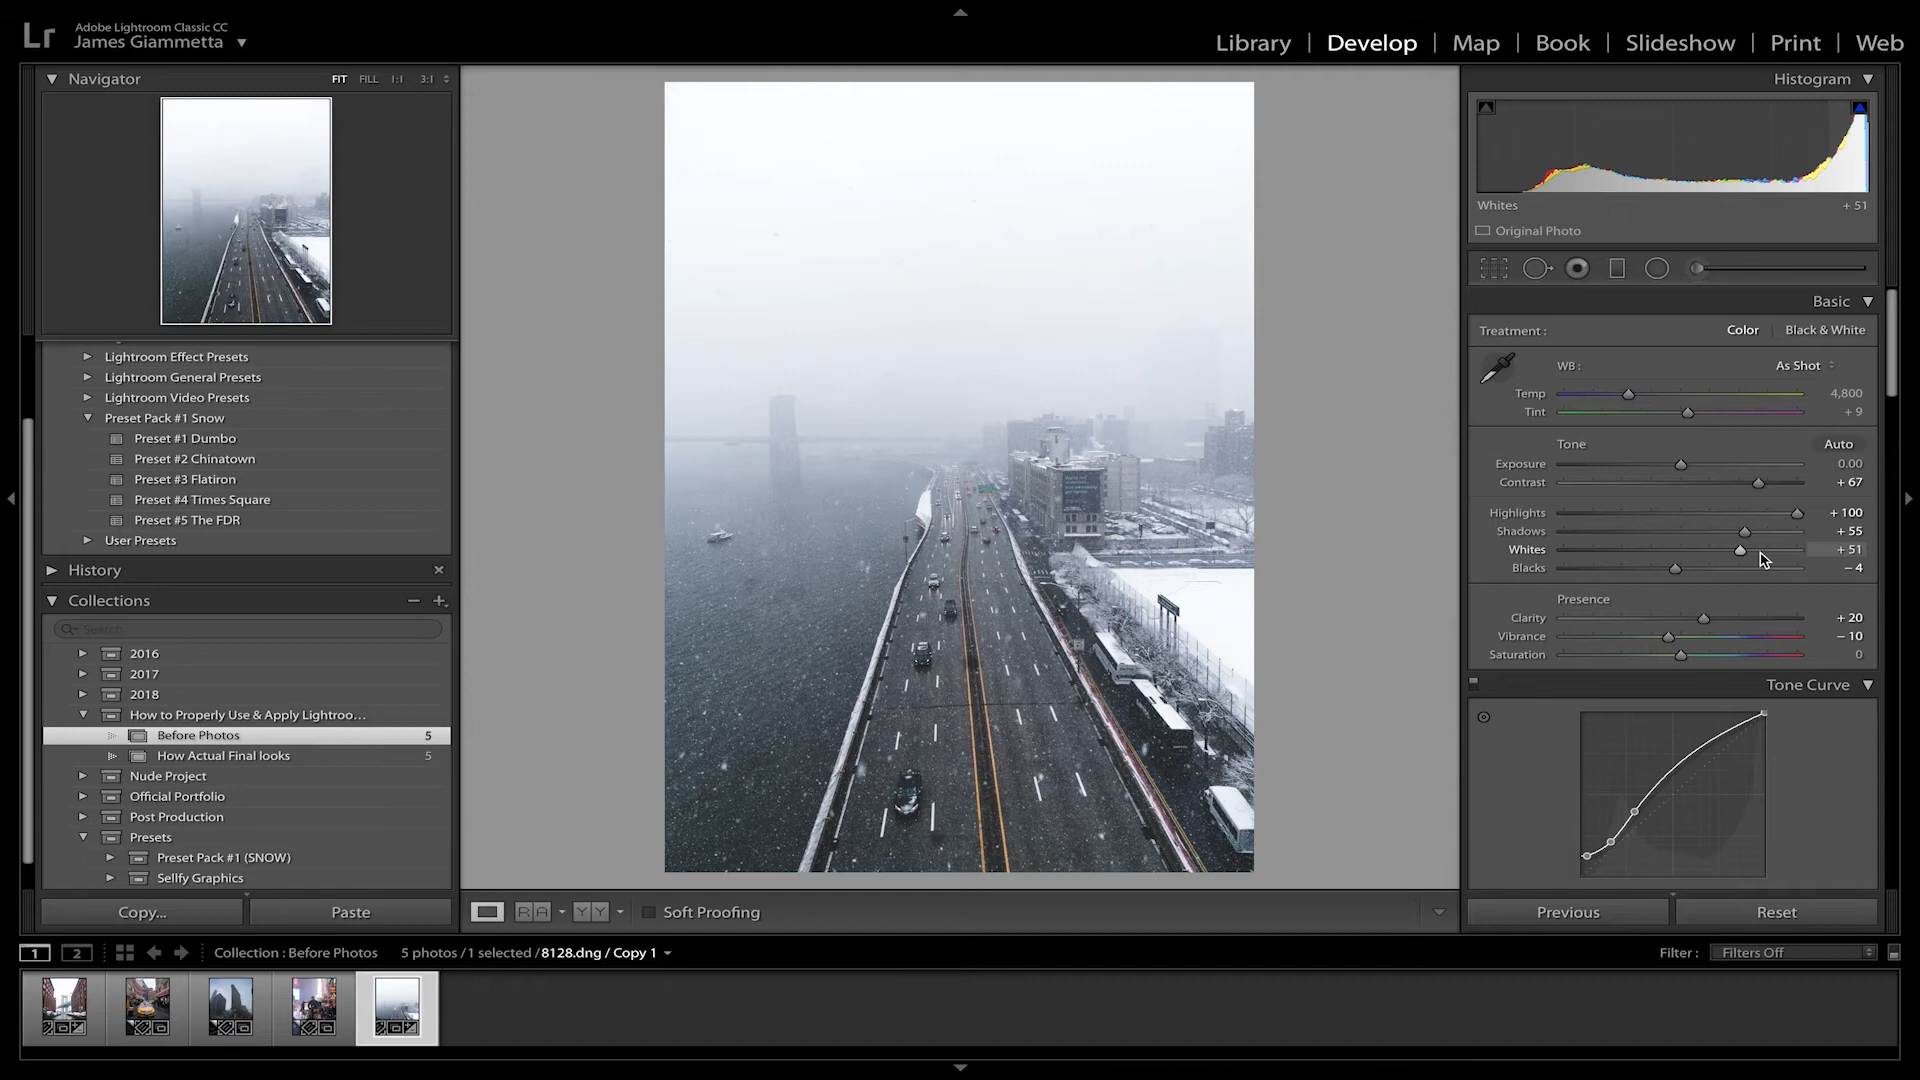 Lr
Adobe Lightroom Classic CC
James Giammetta
Library | Develop | Map | Book | Slideshow | Print | Web
Navigator FIT FILL 1:1 3:1
Lightroom Effect Presets
Lightroom General Presets
Lightroom Video Presets
Preset Pack #1 Snow
Preset #1 Dumbo
Preset #2 Chinatown
Preset #3 Flatiron
Preset #4 Times Square
Preset #5 The FDR
User Presets
History
Collections
Search
2016
2017
2018
How to Properly Use & Apply Lightroo...
Before Photos 5
How Actual Final looks 5
Nude Project
Official Portfolio
Post Production
Presets
Preset Pack #1 (SNOW)
Sellfy Graphics
Copy... Paste
R A Y Y Soft Proofing
Histogram
Whites + 51
Original Photo
Basic
Treatment : Color Black & White
WB : As Shot
Temp 4,800
Tint + 9
Tone Auto
Exposure 0.00
Contrast + 67
Highlights + 100
Shadows + 55
Whites + 51
Blacks – 4
Presence
Clarity + 20
Vibrance – 10
Saturation 0
Tone Curve
Previous Reset
1 2 Collection : Before Photos 5 photos / 1 selected / 8128.dng / Copy 1 Filter : Filters Off